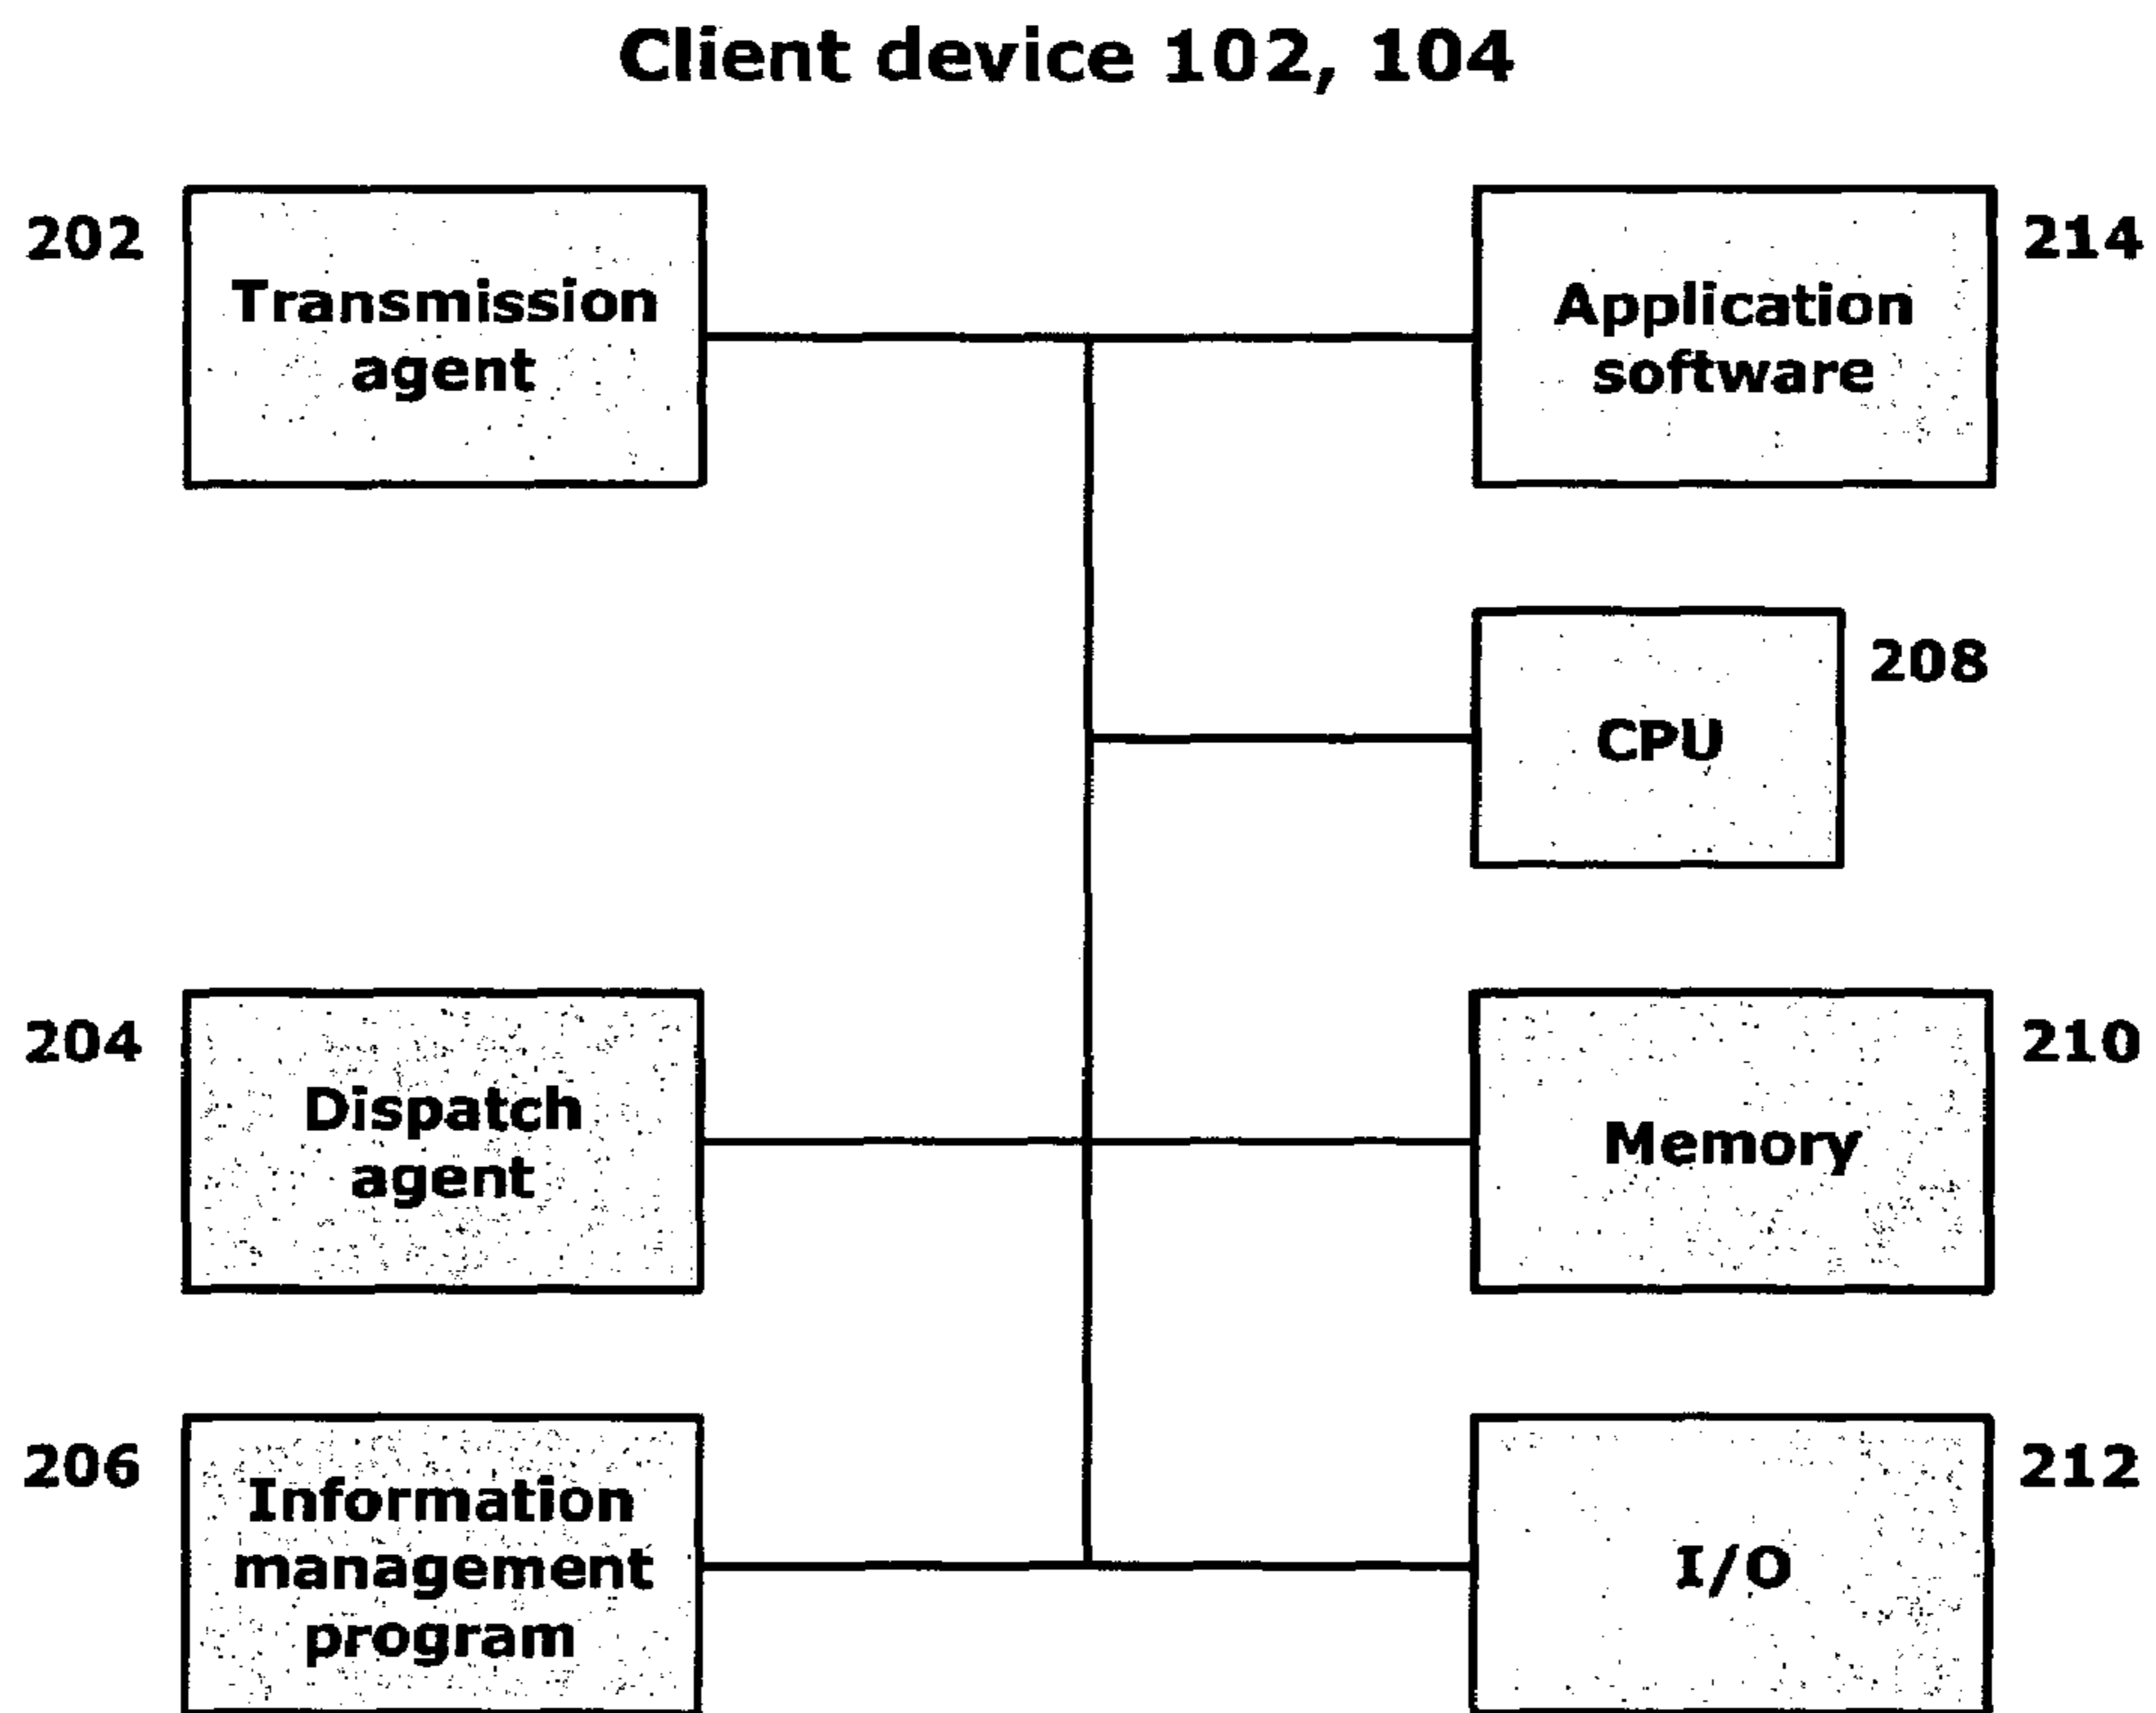 Client device 102, 104
202
Transmission
agent
214
Application
software
208
CPU
204
Dispatch
agent
210
Memory
206
Information
management
program
212
I/O